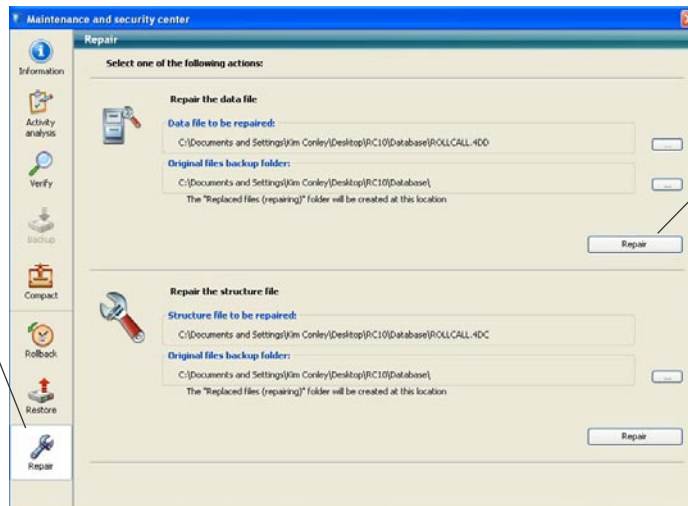 Maintenance and security center
Repair
Information
Activity
analysis
Verify
Backup
Compact
Rollback
Restore
Repair
Select one of the following actions:
Repair the data file
Data file to be repaired:
C:\Documents and Settings\Kim Conley\Desktop\RC10\Database\ROLLCALL.4DD
...
Original files backup folder:
C:\Documents and Settings\Kim Conley\Desktop\RC10\Database\
...
The "Replaced files (repairing)" folder will be created at this location
Repair
Repair the structure file
Structure file to be repaired:
C:\Documents and Settings\Kim Conley\Desktop\RC10\Database\ROLLCALL.4DC
Original files backup folder:
C:\Documents and Settings\Kim Conley\Desktop\RC10\Database\
...
The "Replaced files (repairing)" folder will be created at this location
Repair